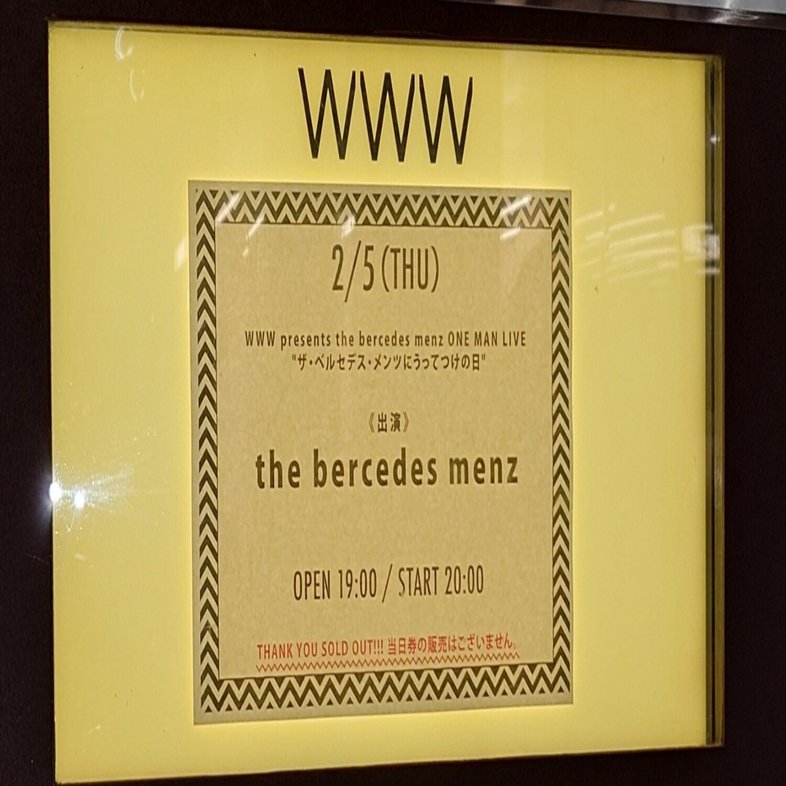 WWW
2/5(THU)
WWW presents the bercedes menz ONE MAN LIVE
"ザ・ベルセデス・メンツにうってつけの日"
《出演》
the bercedes menz
OPEN 19:00 / START 20:00
THANK YOU SOLD OUT!!! 当日券の販売はございません。